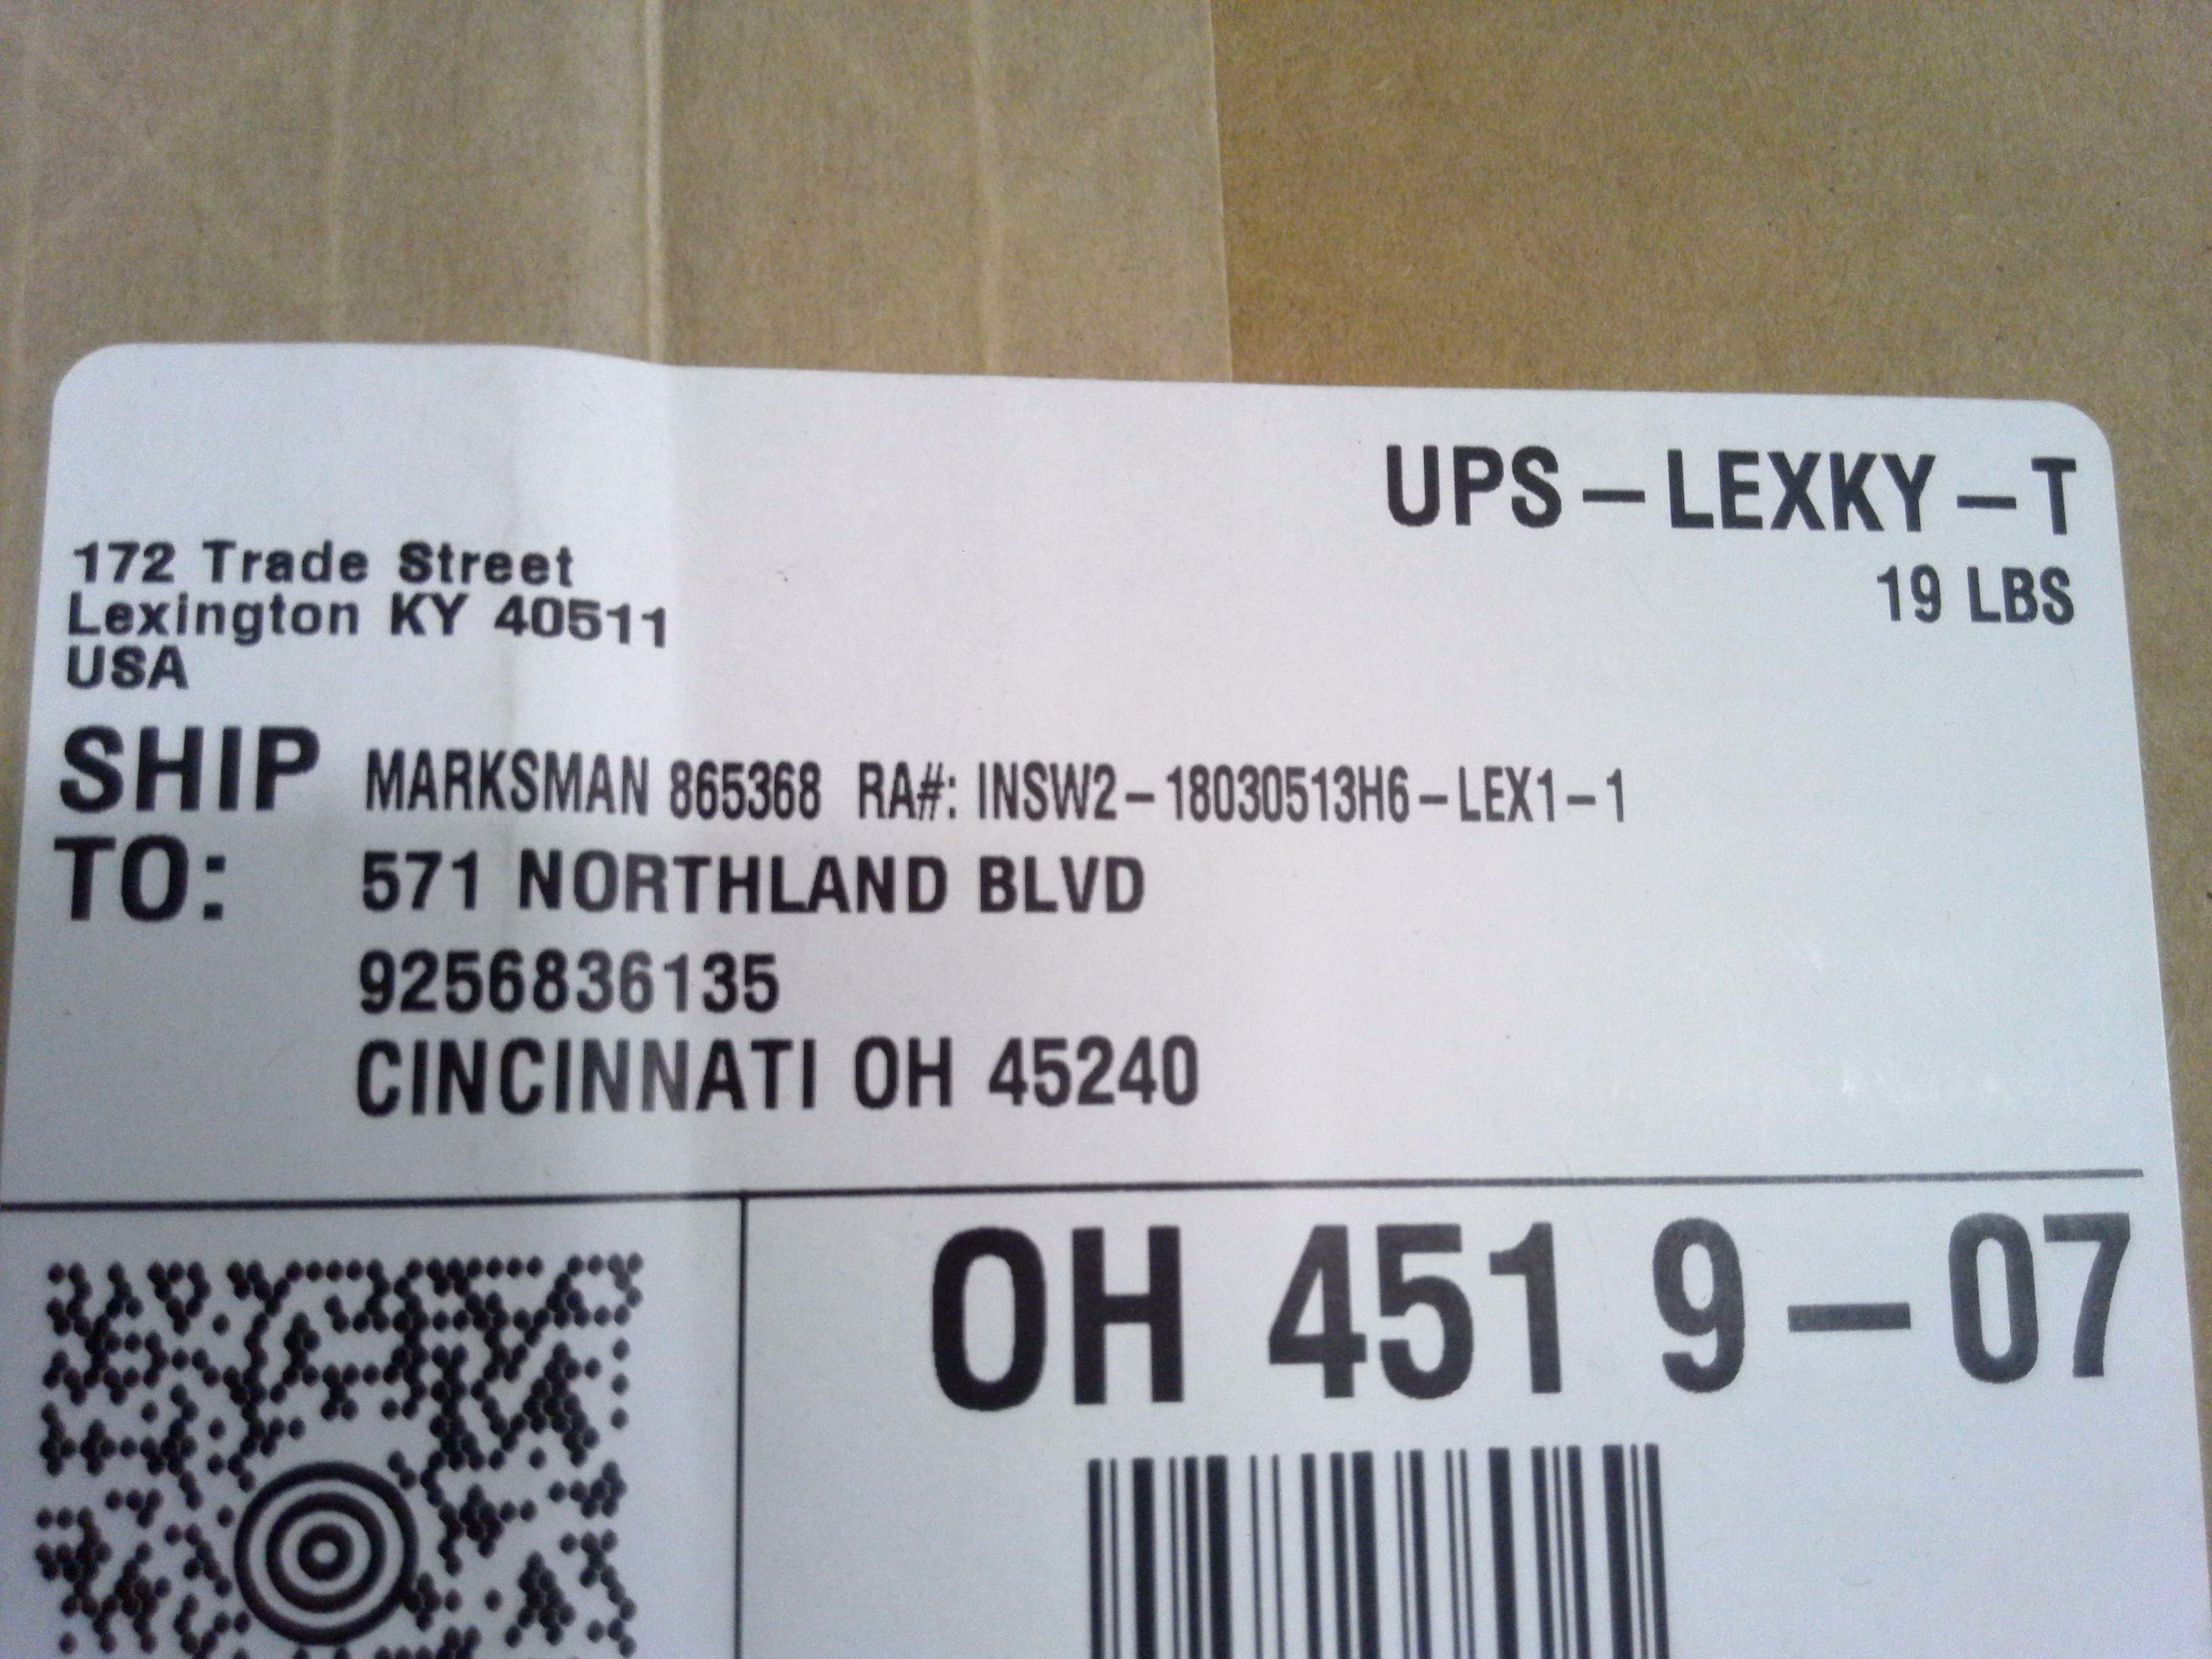 UPS-LEXKY-T
19 LBS
172 Trade Street
Lexington KY 40511
USA
SHIP TO:
MARKSMAN 865368 RA#: INSW2-18030513H6-LEX1-1
571 NORTHLAND BLVD
9256836135
CINCINNATI OH 45240
OH 451 9-07